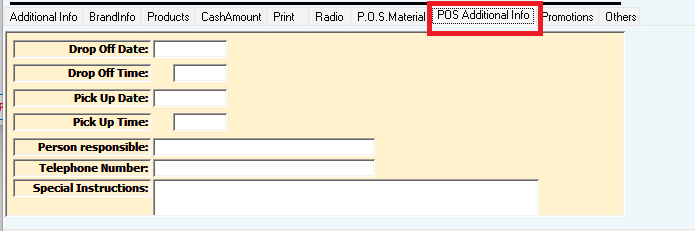 Additional Info BrandInfo Products CashAmount Print Radio P.O.S.Material POS Additional Info Promotions Others
Drop Off Date:
Drop Off Time:
Pick Up Date:
Pick Up Time:
Person responsible:
Telephone Number:
Special Instructions: